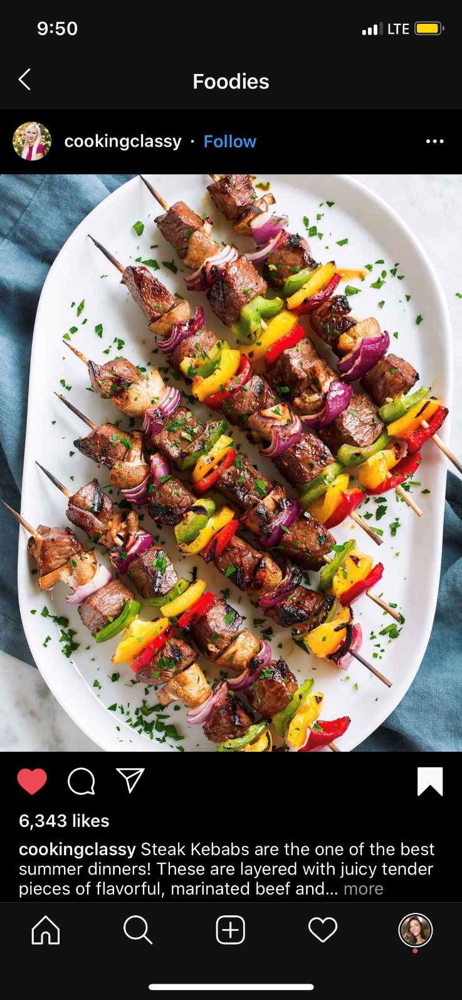 9:50
LTE
Foodies
cookingclassy · Follow
6,343 likes
cookingclassy Steak Kebabs are the one of the best
summer dinners! These are layered with juicy tender
pieces of flavorful, marinated beef and... more